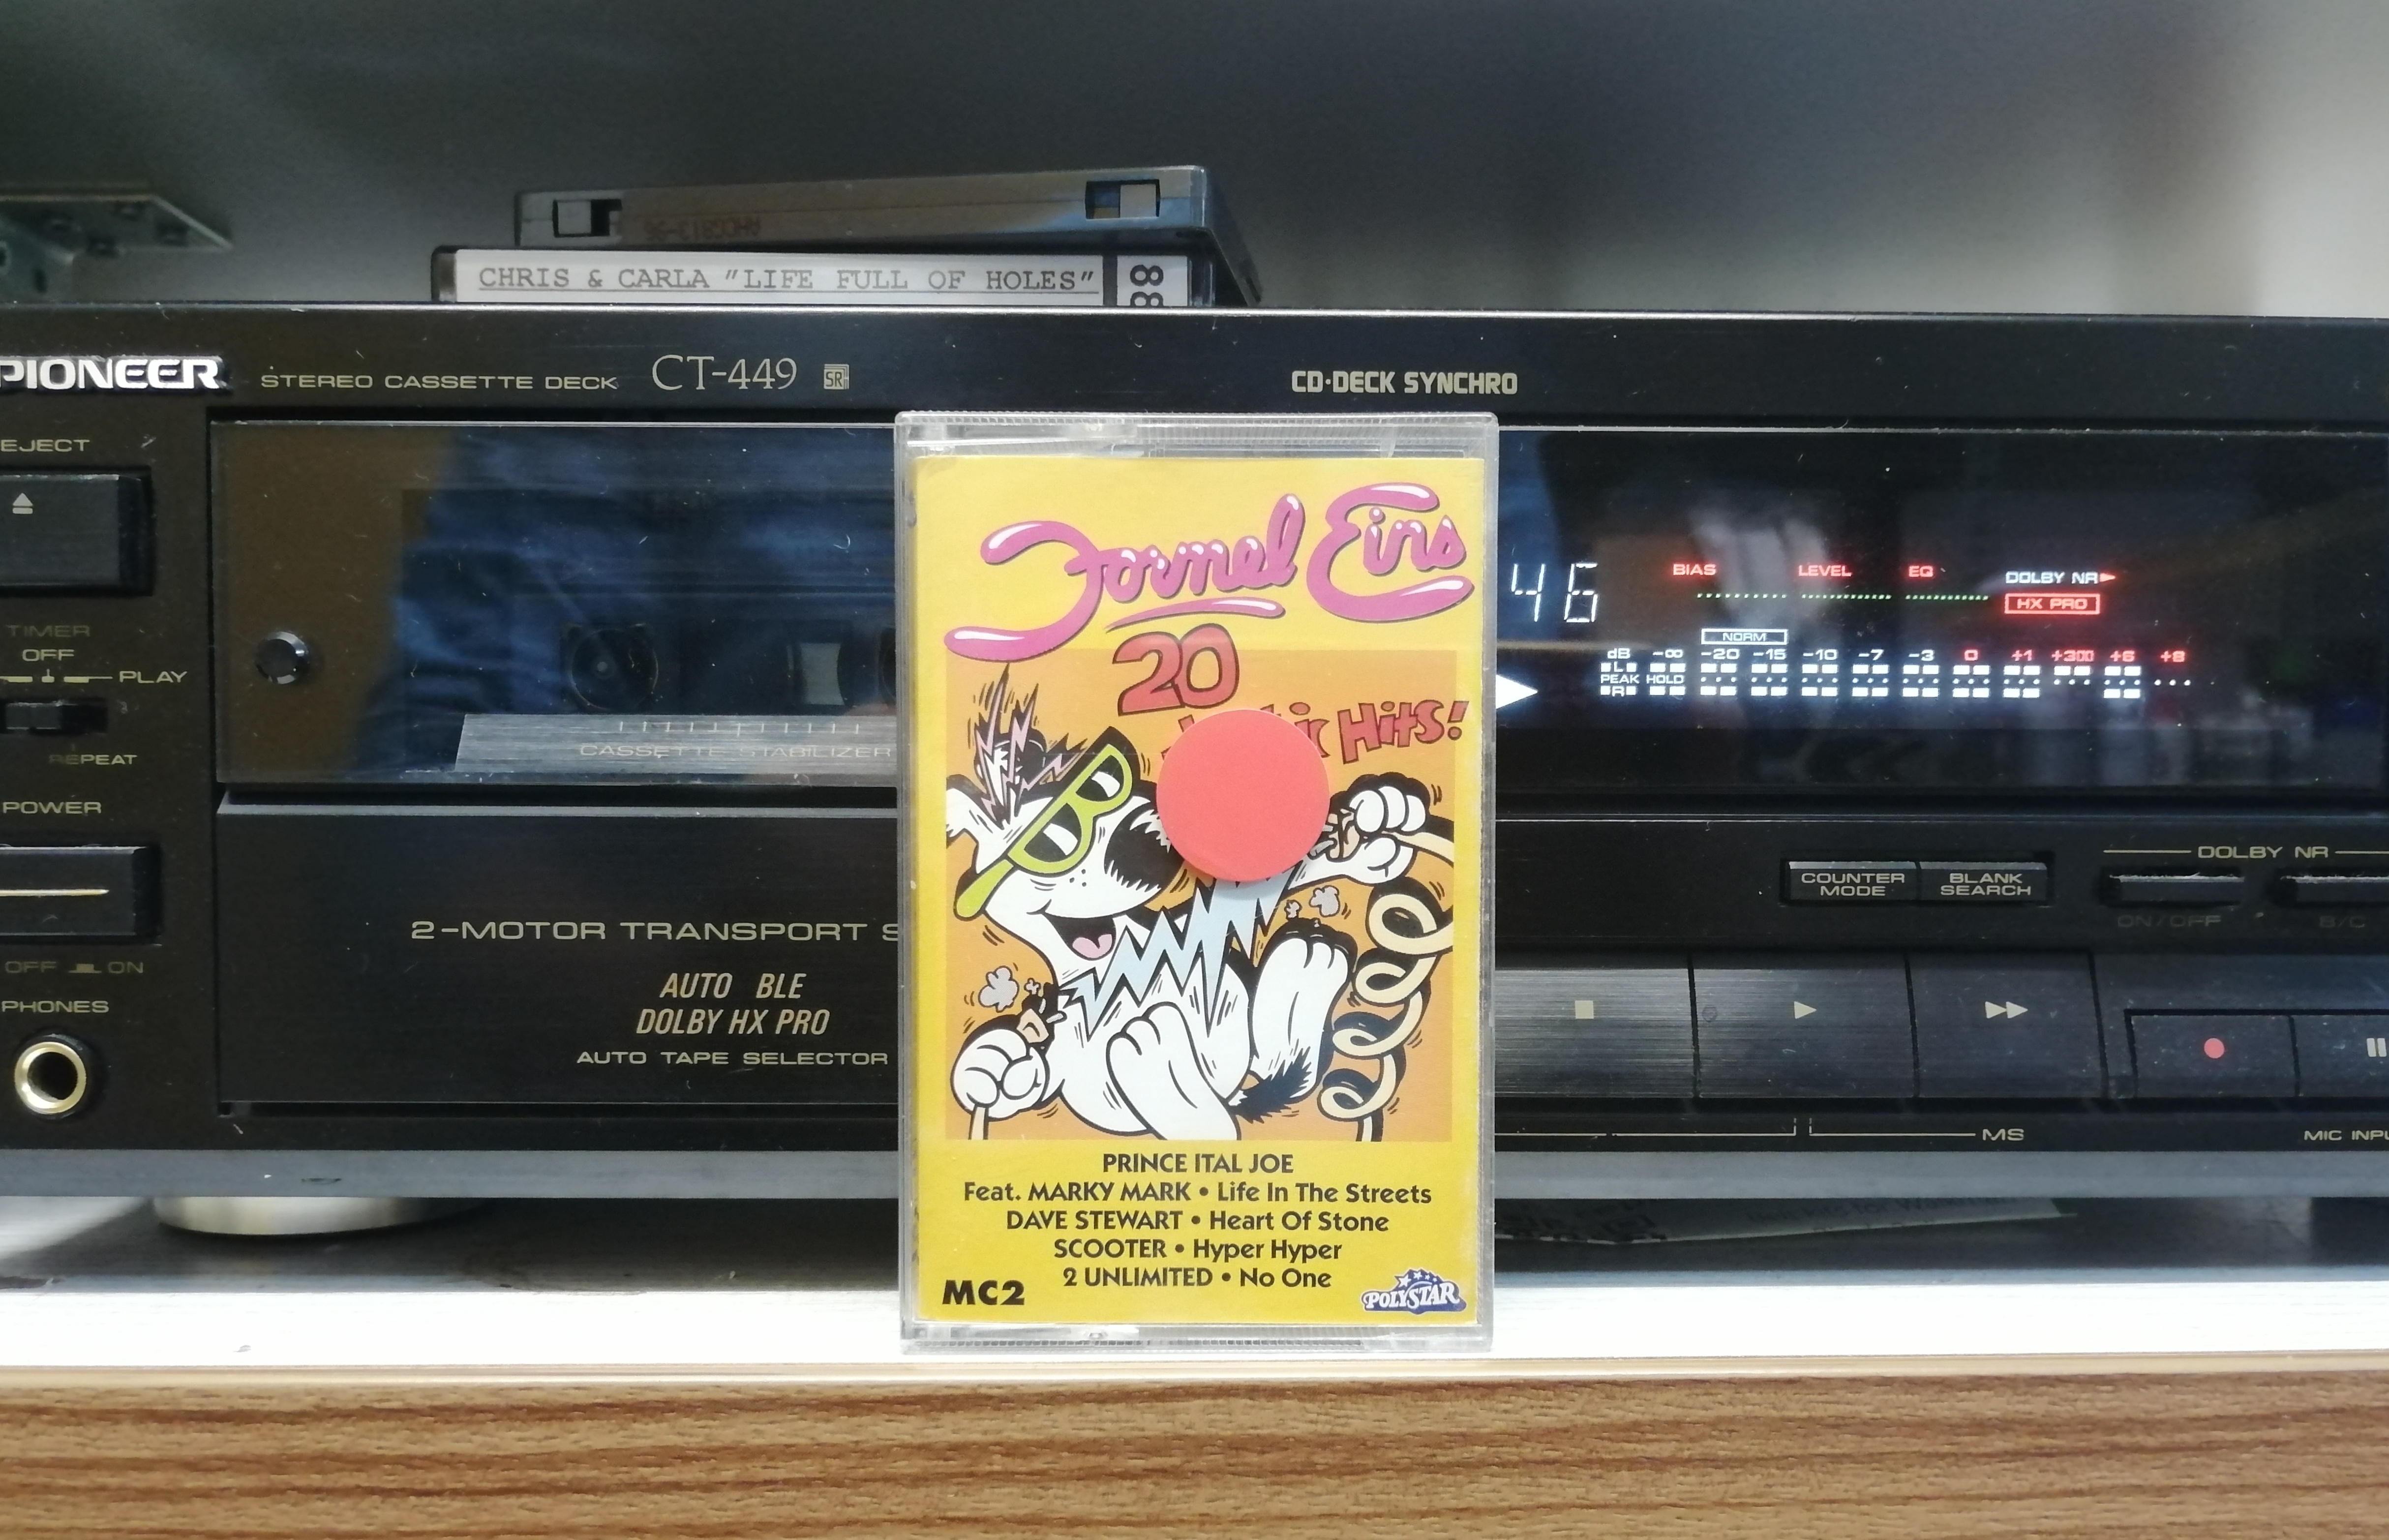 CHRIS & CARLA "LIFE FULL OF HOLES"
88
PIONEER
STEREO CASSETTE DECK
CT-449
SR
CD·DECK SYNCHRO
EJECT
TIMER
OFF
PLAY
REPEAT
POWER
OFF ON
PHONES
CASSETTE STABILIZER
2-MOTOR TRANSPORT
AUTO BLE
DOLBY HX PRO
AUTO TAPE SELECTOR
Formel Eins
20
Hits!
PRINCE ITAL JOE
Feat. MARKY MARK • Life In The Streets
DAVE STEWART • Heart Of Stone
SCOOTER • Hyper Hyper
2 UNLIMITED • No One
MC2
POLYSTAR
46
BIAS LEVEL EQ DOLBY NR
HX PRO
NORM
dB -∞ -20 -15 -10 -7 -3 0 +1 +3 +6 +8
L
PEAK HOLD
R
DOLBY NR
COUNTER MODE
BLANK SEARCH
ON/OFF
B/C
MS
MIC